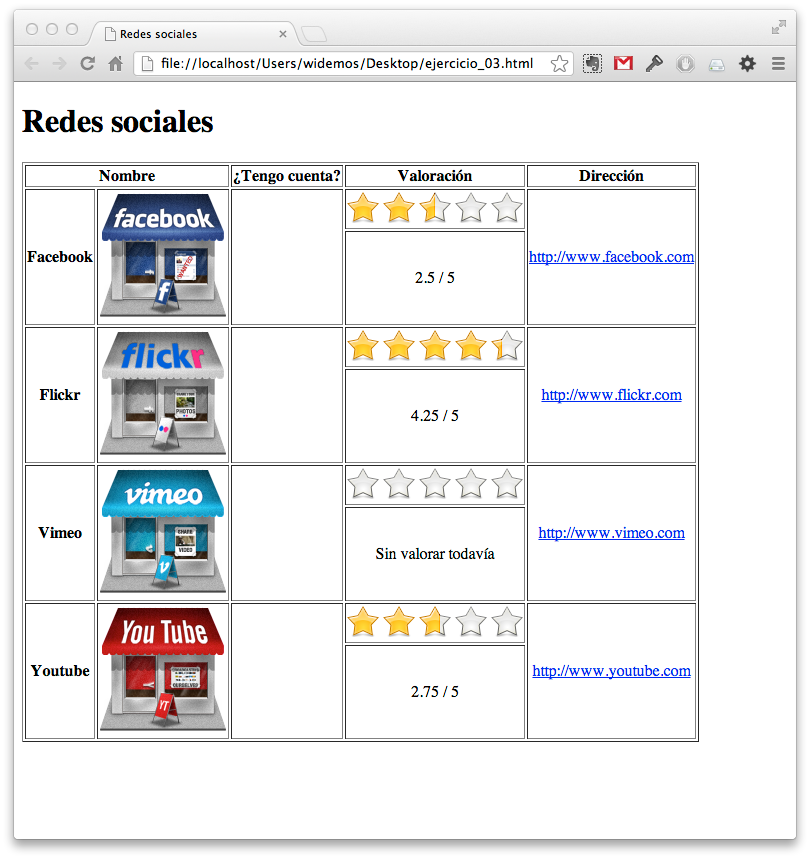 Redes sociales
file://localhost/Users/widemos/Desktop/ejercicio_03.html
Redes sociales
Nombre ¿Tengo cuenta? Valoración Dirección
Facebook
facebook
WANTED
f
2.5 / 5
http://www.facebook.com
Flickr
flickr
PHOTOS
4.25 / 5
http://www.flickr.com
Vimeo
vimeo
SHARE
VIDEO
V
Sin valorar todavía
http://www.vimeo.com
Youtube
You Tube
YT
2.75 / 5
http://www.youtube.com